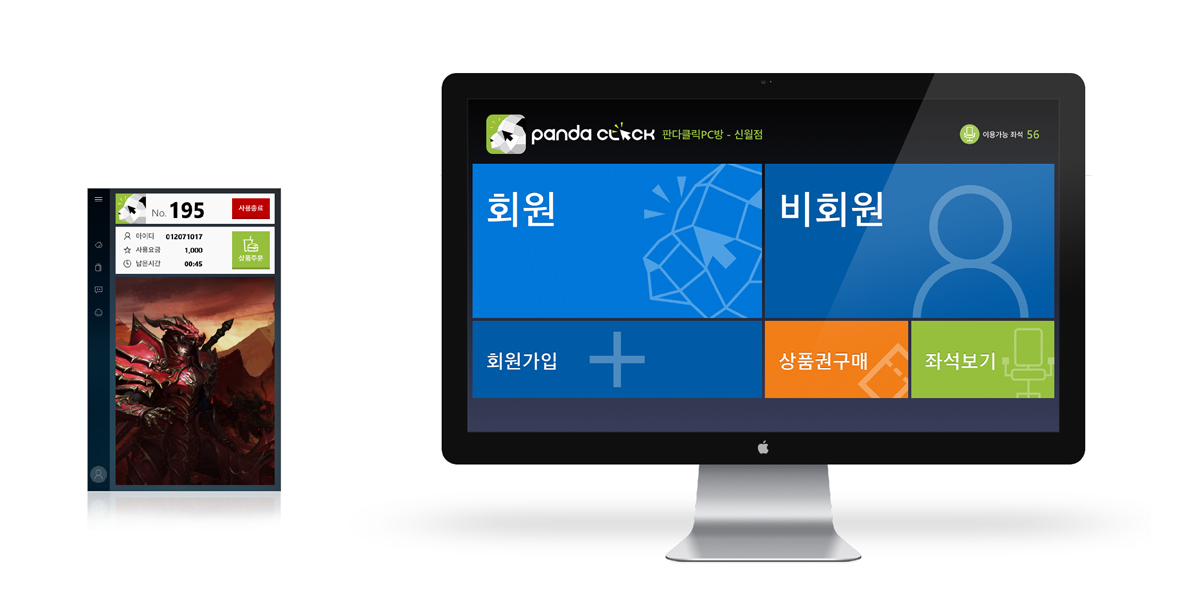 No. 195
사용종료
아이디 012071017
사용요금 1,000
남은시간 00:45
상품주문
panda click 판다클릭PC방 - 신월점
이용가능 좌석 56
회원
비회원
회원가입
상품권구매
좌석보기